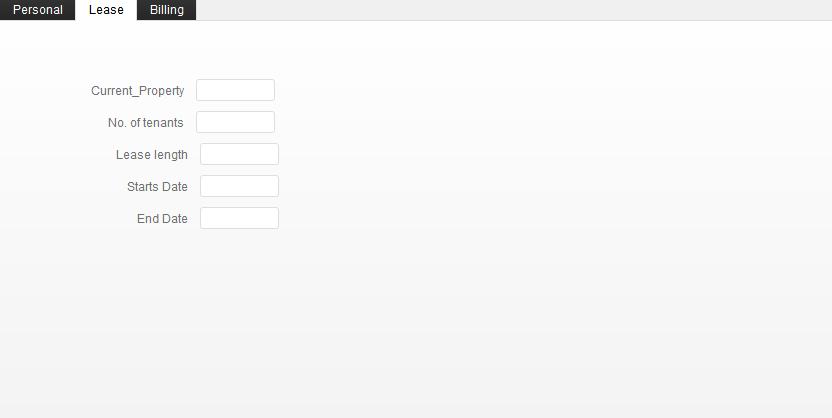 Personal Lease Billing
Current_Property
No. of tenants
Lease length
Starts Date
End Date